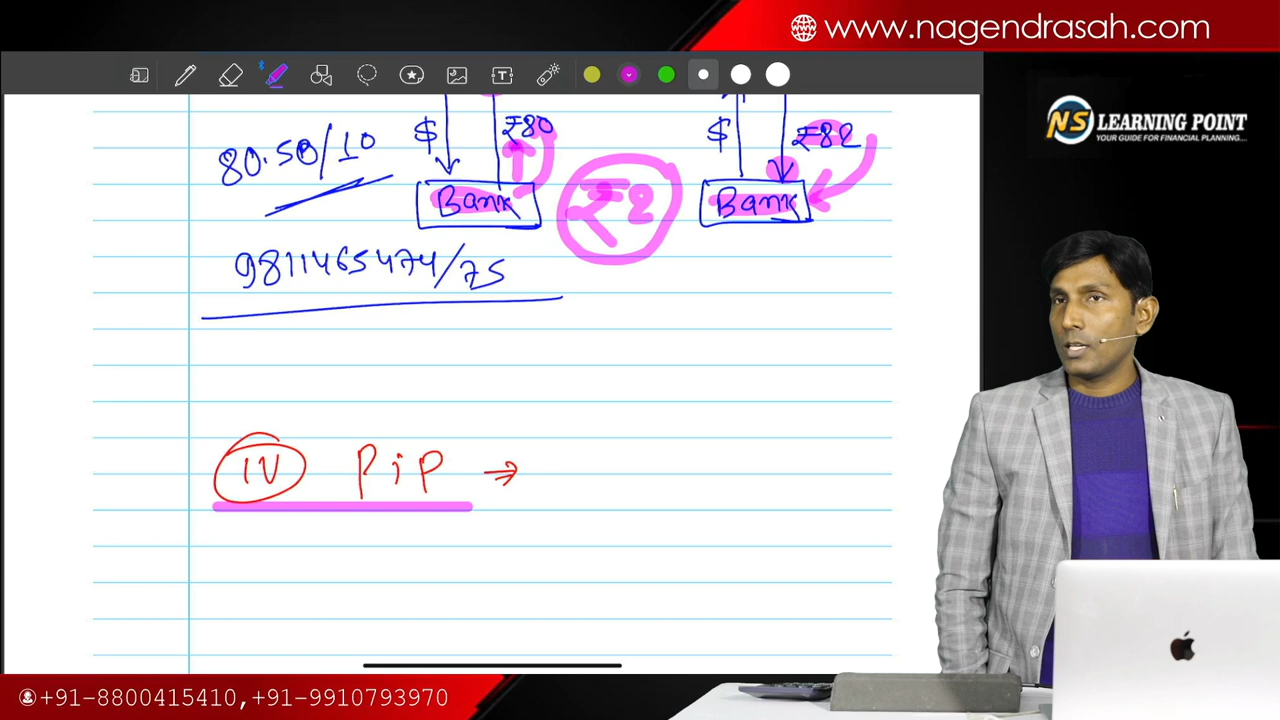 www.nagendrasah.com
NS LEARNING POINT
YOUR GUIDE FOR FINANCIAL PLANNING...
$ ₹80
$ ₹82
80.50/10
Bank
₹2
Bank
9811465474/75
IV PiP ⇒
+91-8800415410,+91-9910793970